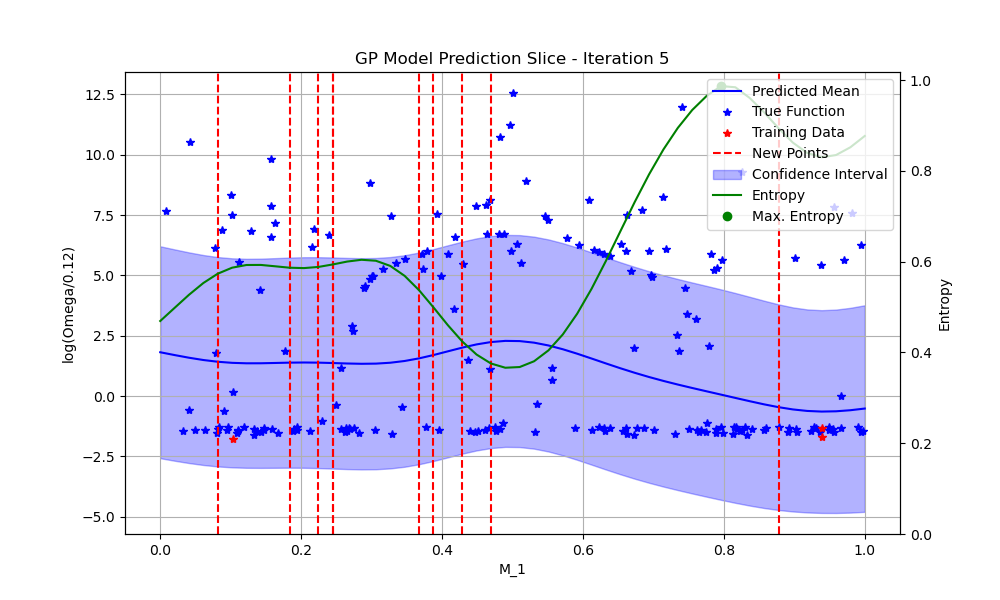 GP Model Prediction Slice - Iteration 5
12.5
10.0
7.5
5.0
2.5
0.0
−2.5
−5.0
log(Omega/0.12)
0.0
0.2
0.4
0.6
0.8
1.0
M_1
1.0
0.8
0.6
0.4
0.2
0.0
Entropy
Predicted Mean
True Function
Training Data
New Points
Confidence Interval
Entropy
Max. Entropy